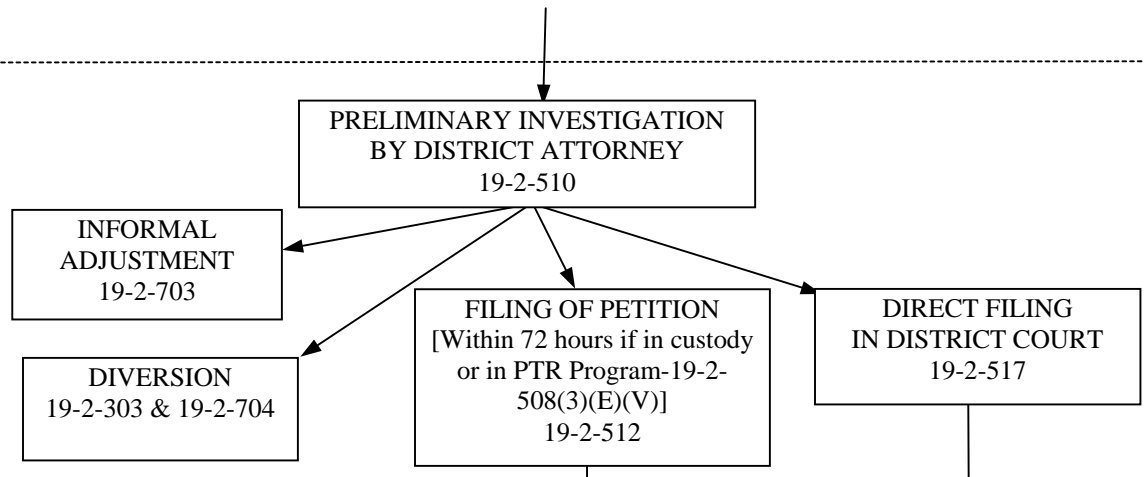 PRELIMINARY INVESTIGATION
BY DISTRICT ATTORNEY
19-2-510
INFORMAL
ADJUSTMENT
19-2-703
DIVERSION
19-2-303 & 19-2-704
FILING OF PETITION
[Within 72 hours if in custody
or in PTR Program-19-2-
508(3)(E)(V)]
19-2-512
DIRECT FILING
IN DISTRICT COURT
19-2-517